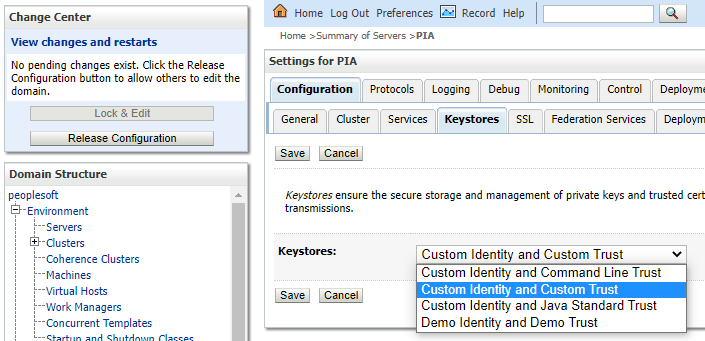 Change Center
View changes and restarts
No pending changes exist. Click the Release
Configuration button to allow others to edit the
domain.
Lock & Edit
Release Configuration
Domain Structure
peoplesoft
Environment
Servers
Clusters
Coherence Clusters
Machines
Virtual Hosts
Work Managers
Concurrent Templates
Startup and Shutdown Classes
Home Log Out Preferences Record Help
Home >Summary of Servers >PIA
Settings for PIA
Configuration Protocols Logging Debug Monitoring Control Deployme
General Cluster Services Keystores SSL Federation Services Deploym
Save Cancel
Keystores ensure the secure storage and management of private keys and trusted cert
transmissions.
Keystores: Custom Identity and Custom Trust
Custom Identity and Command Line Trust
Custom Identity and Custom Trust
Custom Identity and Java Standard Trust
Demo Identity and Demo Trust
Save Cancel